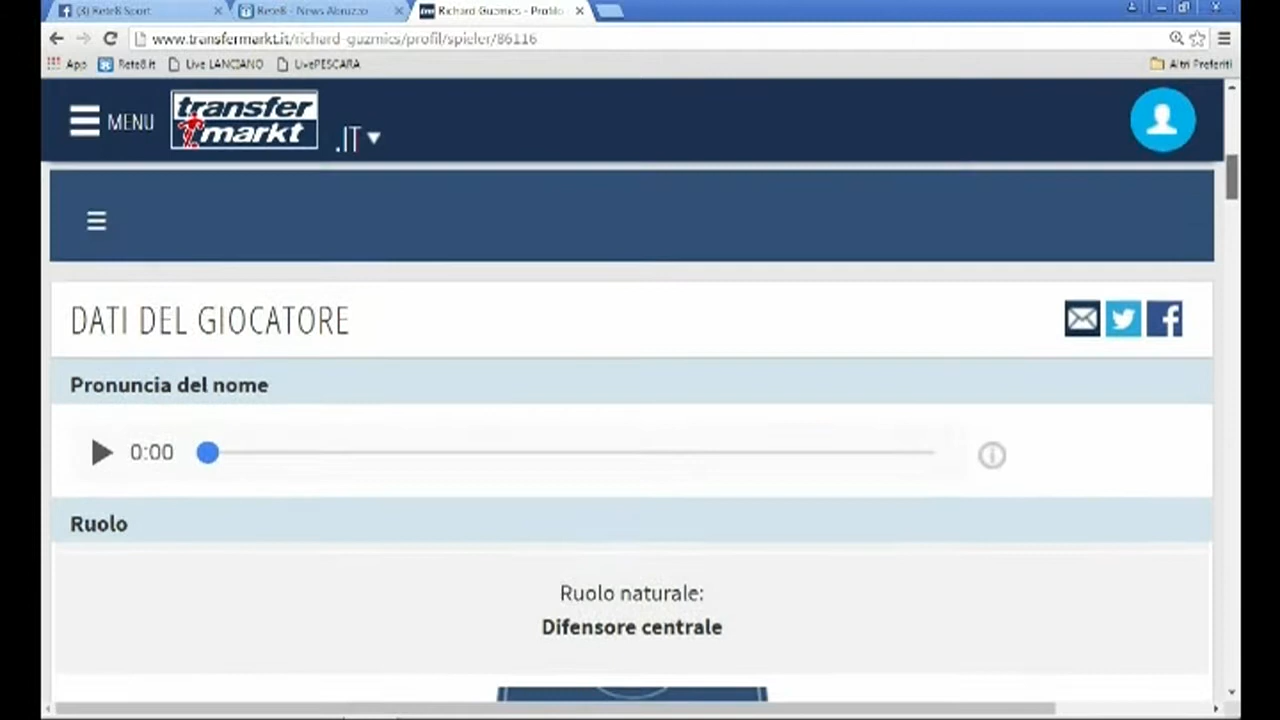 (3) Rete8 Sport
Rete8 - News Abruzzo
Richard Guzmics - Profilo
www.transfermarkt.it/richard-guzmics/profil/spieler/86116
App
Rete8.it
Live LANCIANO
LivePESCARA
Altri Preferiti
MENU
transfer
markt
.IT
DATI DEL GIOCATORE
Pronuncia del nome
0:00
Ruolo
Ruolo naturale:
Difensore centrale